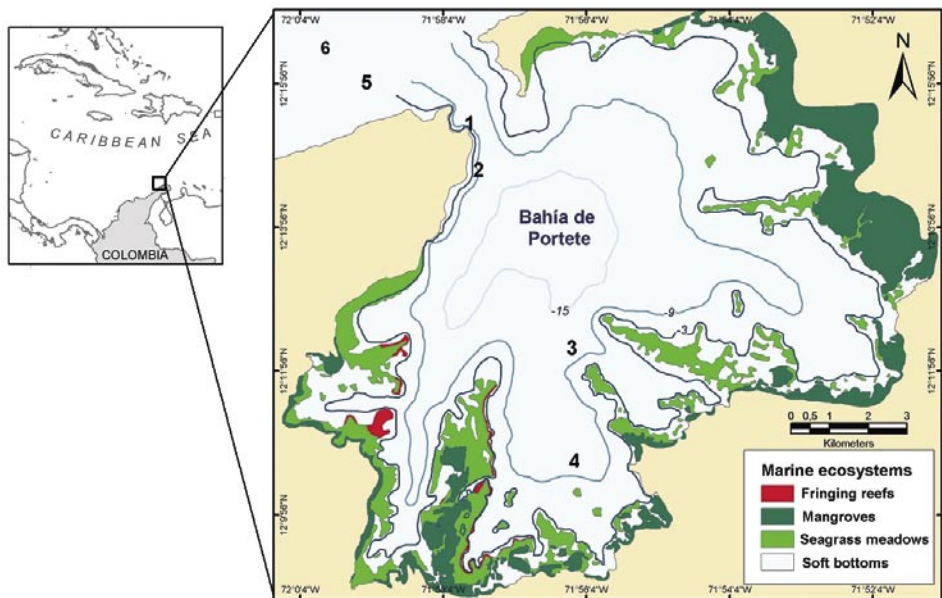 CARIBBEAN SEA
COLOMBIA
72°0'4"W
71°58'4"W
71°56'4"W
71°54'4"W
71°52'4"W
12°15'56"N
12°13'56"N
12°11'56"N
12°9'56"N
N
6
5
1
2
Bahía de
Portete
-15
-9
-3
3
4
0 0,5 1 2 3
Kilometers
Marine ecosystems
Fringing reefs
Mangroves
Seagrass meadows
Soft bottoms
12°15'56"N
12°13'56"N
12°11'56"N
12°9'56"N
72°0'4"W
71°58'4"W
71°56'4"W
71°54'4"W
71°52'4"W